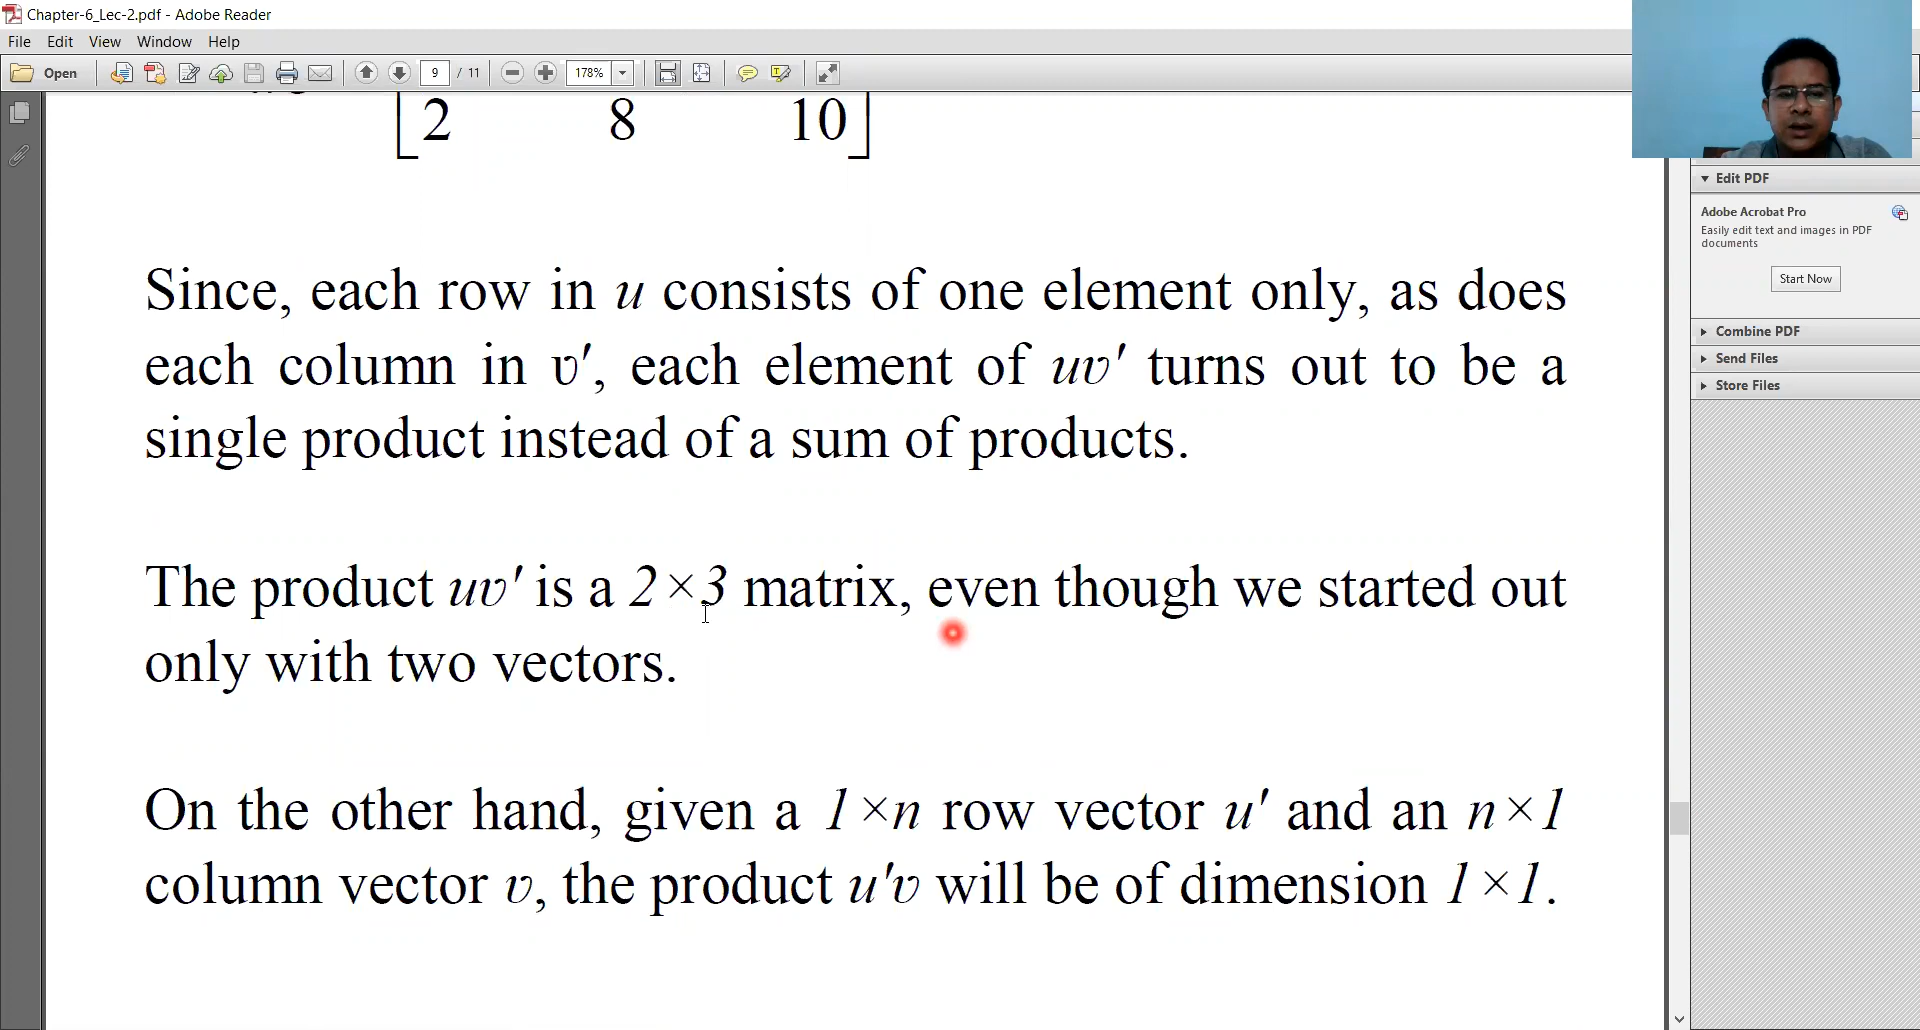 Chapter-6_Lec-2.pdf - Adobe Reader
File Edit View Window Help
Open 9 / 11 178%
2 8 10
Since, each row in u consists of one element only, as does
each column in v′, each element of uv′ turns out to be a
single product instead of a sum of products.
The product uv′ is a 2×3 matrix, even though we started out
only with two vectors.
On the other hand, given a 1×n row vector u′ and an n×1
column vector v, the product u′v will be of dimension 1×1.
Edit PDF
Adobe Acrobat Pro
Easily edit text and images in PDF
documents
Start Now
Combine PDF
Send Files
Store Files